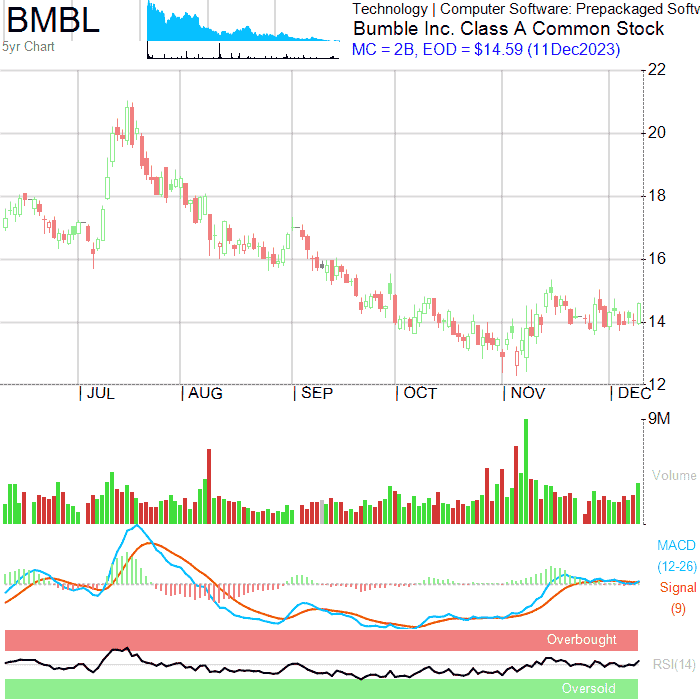 BMBL
5yr Chart
Technology | Computer Software: Prepackaged Softw
Bumble Inc. Class A Common Stock
MC = 2B, EOD = $14.59 (11Dec2023)
22
20
18
16
14
12
| JUL | AUG | SEP | OCT | NOV | DEC
9M
Volume
MACD
(12-26)
Signal
(9)
Overbought
RSI(14)
Oversold